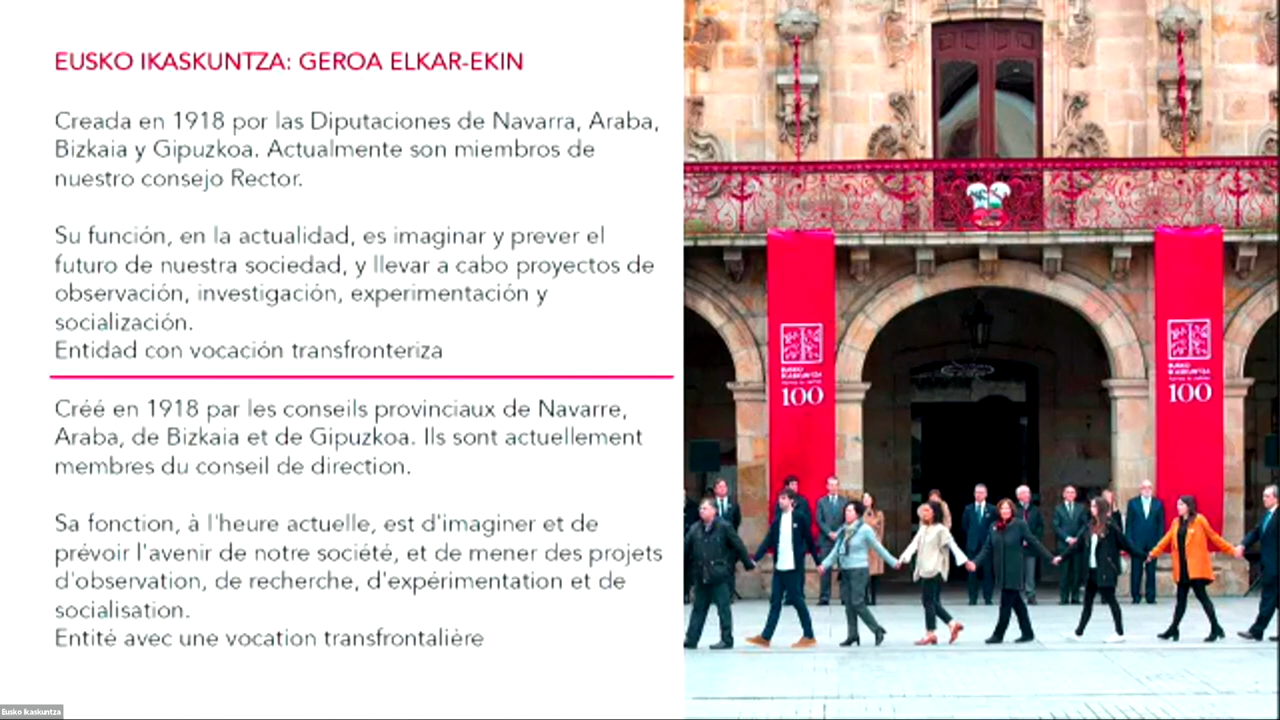 EUSKO IKASKUNTZA: GEROA ELKAR-EKIN
Creada en 1918 por las Diputaciones de Navarra, Araba,
Bizkaia y Gipuzkoa. Actualmente son miembros de
nuestro consejo Rector.
Su función, en la actualidad, es imaginar y prever el
futuro de nuestra sociedad, y llevar a cabo proyectos de
observación, investigación, experimentación y
socialización.
Entidad con vocación transfronteriza
Créé en 1918 par les conseils provinciaux de Navarre,
Araba, de Bizkaia et de Gipuzkoa. Ils sont actuellement
membres du conseil de direction.
Sa fonction, à l'heure actuelle, est d'imaginer et de
prévoir l'avenir de notre société, et de mener des projets
d'observation, de recherche, d'expérimentation et de
socialisation.
Entité avec une vocation transfrontalière
EUSKO
IKASKUNTZA
100
EUSKO
IKASKUNTZA
100
Eusko Ikaskuntza